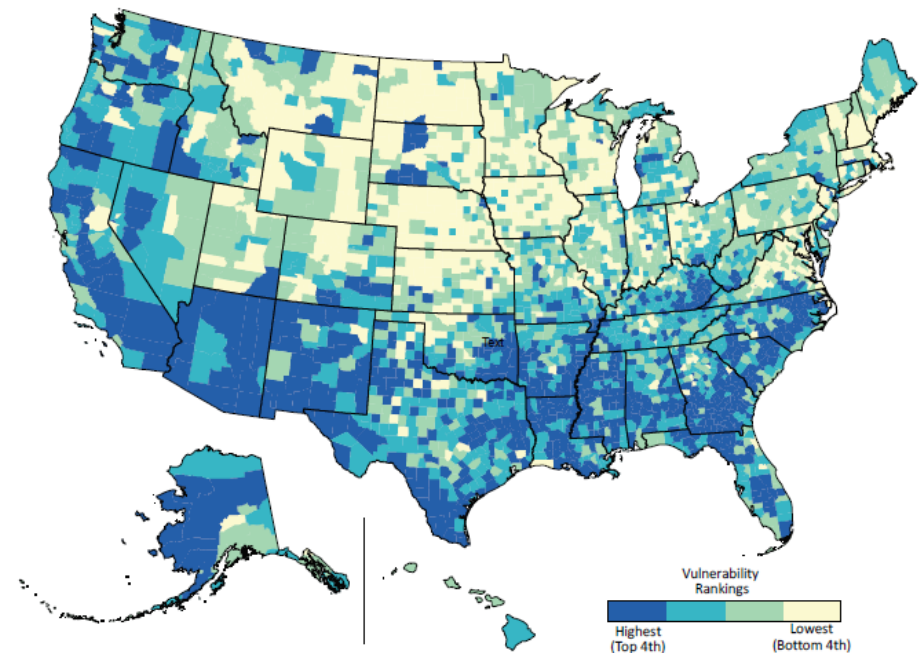 Text
Vulnerability
Rankings
Highest
(Top 4th)
Lowest
(Bottom 4th)